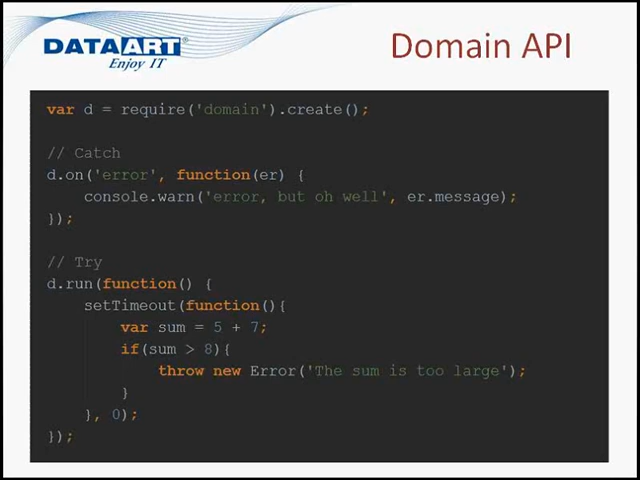 DATAART®
Enjoy IT
Domain API
var d = require('domain').create();
// Catch
d.on('error', function(er) {
    console.warn('error, but oh well', er.message);
});
// Try
d.run(function() {
    setTimeout(function(){
        var sum = 5 + 7;
        if(sum > 8){
            throw new Error('The sum is too large');
        }
    }, 0);
});